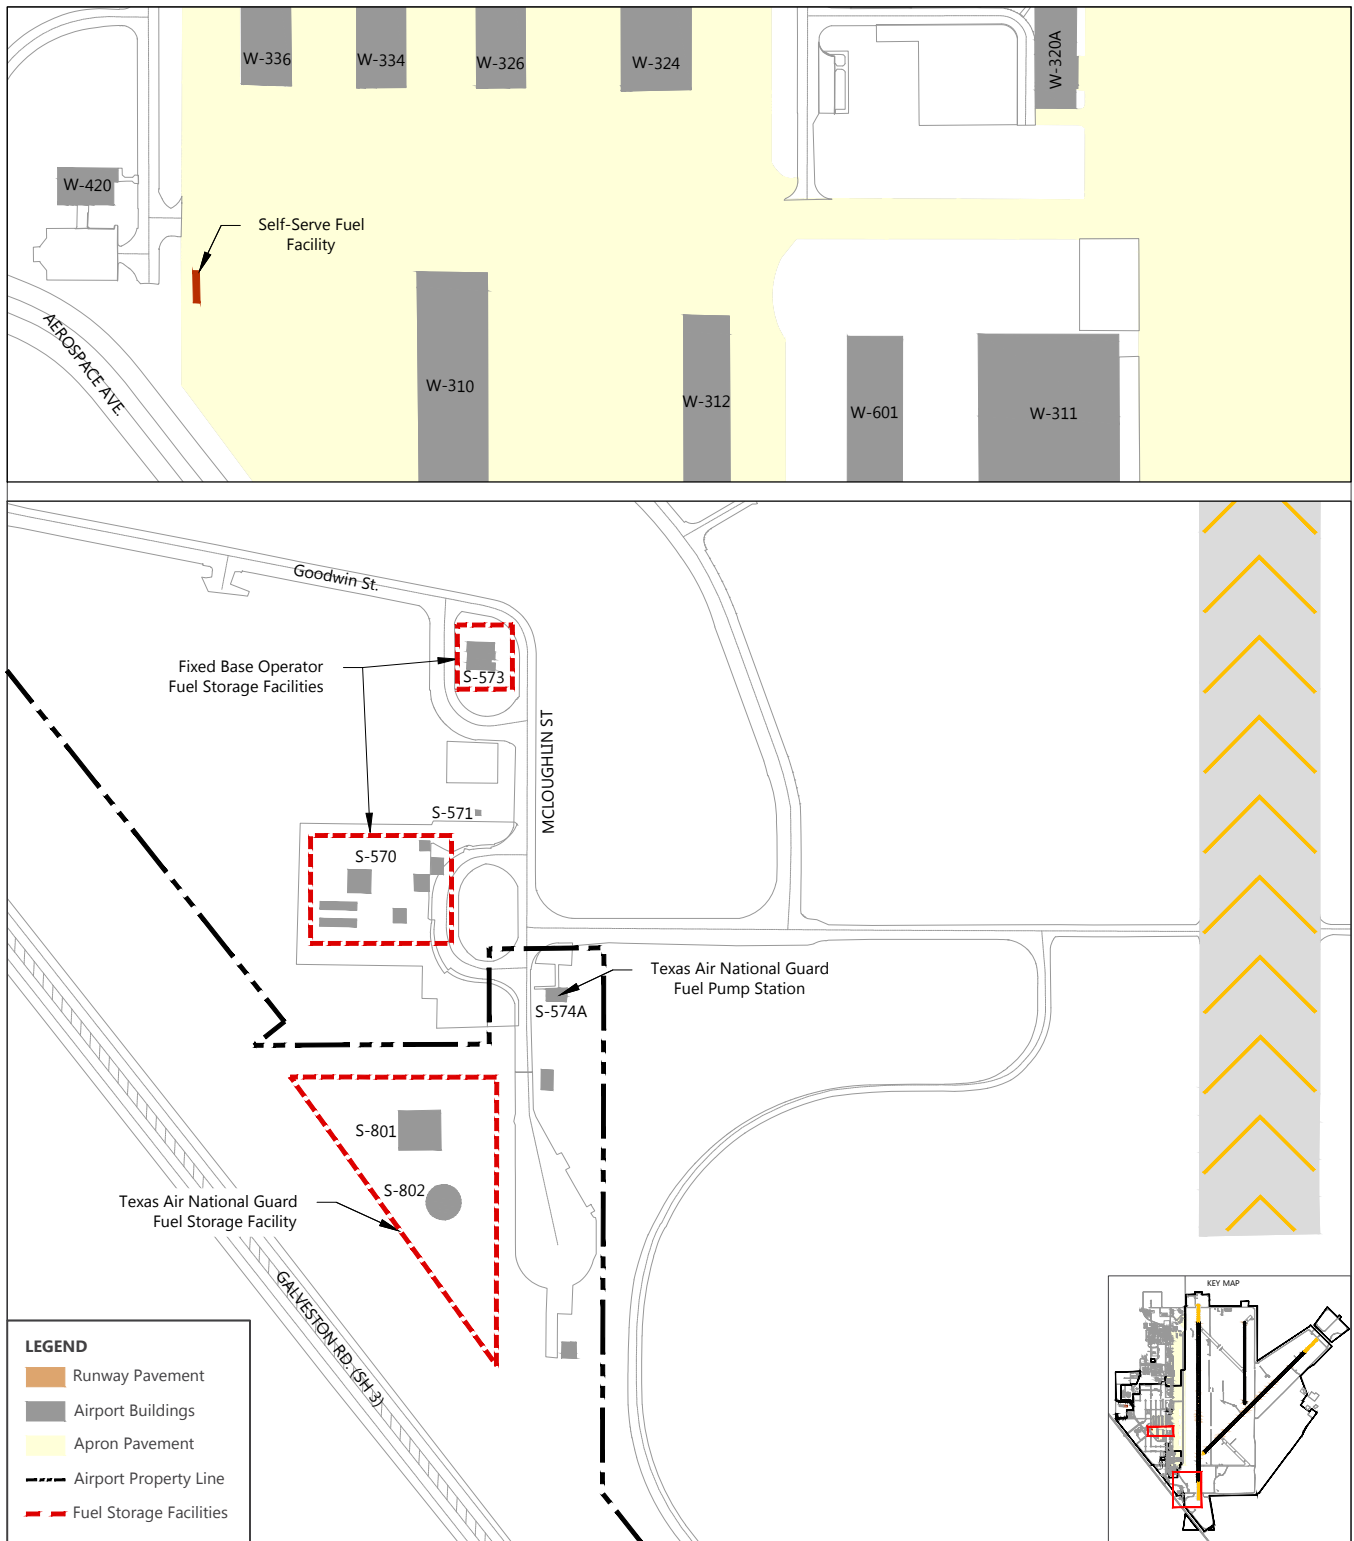 W-336
W-334
W-326
W-324
W-320A
W-420
Self-Serve Fuel
Facility
AEROSPACE AVE.
W-310
W-312
W-601
W-311
Goodwin St.
Fixed Base Operator
Fuel Storage Facilities
S-573
MCLOUGHLIN ST
S-571
S-570
Texas Air National Guard
Fuel Pump Station
S-574A
S-801
S-802
Texas Air National Guard
Fuel Storage Facility
GALVESTON RD. (SH 3)
KEY MAP
LEGEND
Runway Pavement
Airport Buildings
Apron Pavement
Airport Property Line
Fuel Storage Facilities